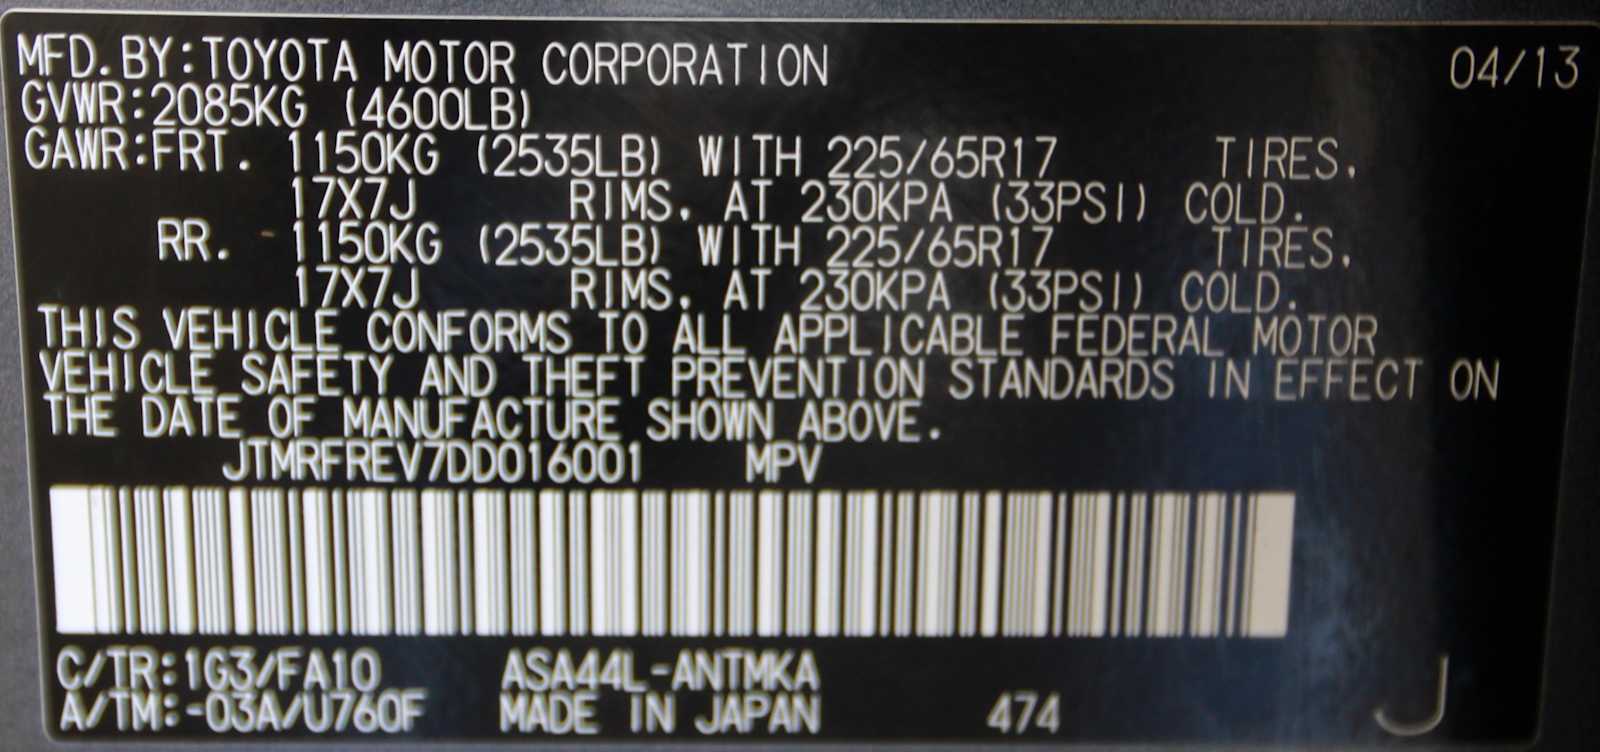 MFD.BY:TOYOTA MOTOR CORPORATION 04/13
GVWR:2085KG (4600LB)
GAWR:FRT. 1150KG (2535LB) WITH 225/65R17 TIRES.
17X7J RIMS. AT 230KPA (33PSI) COLD.
RR. 1150KG (2535LB) WITH 225/65R17 TIRES.
17X7J RIMS. AT 230KPA (33PSI) COLD.
THIS VEHICLE CONFORMS TO ALL APPLICABLE FEDERAL MOTOR
VEHICLE SAFETY AND THEFT PREVENTION STANDARDS IN EFFECT ON
THE DATE OF MANUFACTURE SHOWN ABOVE.
JTMRFREV7DD016001 MPV
C/TR:1G3/FA10 ASA44L-ANTMKA
A/TM:-03A/U760F MADE IN JAPAN 474 J